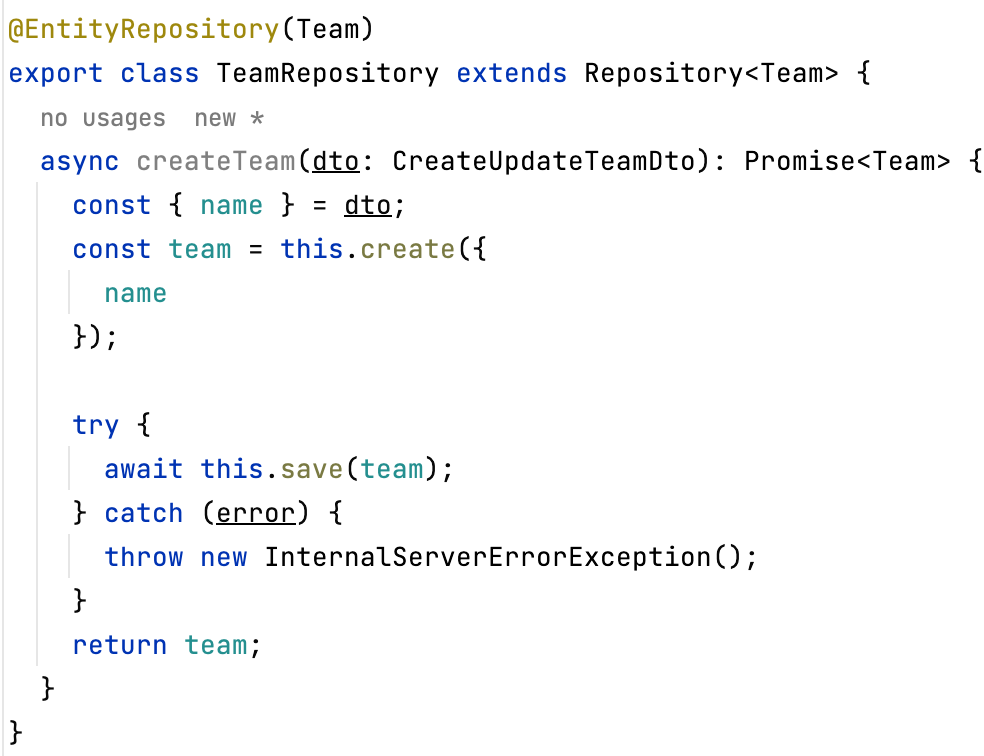 @EntityRepository(Team)
export class TeamRepository extends Repository<Team> {
  no usages  new *
  async createTeam(dto: CreateUpdateTeamDto): Promise<Team> {
    const { name } = dto;
    const team = this.create({
      name
    });

    try {
      await this.save(team);
    } catch (error) {
      throw new InternalServerErrorException();
    }
    return team;
  }
}